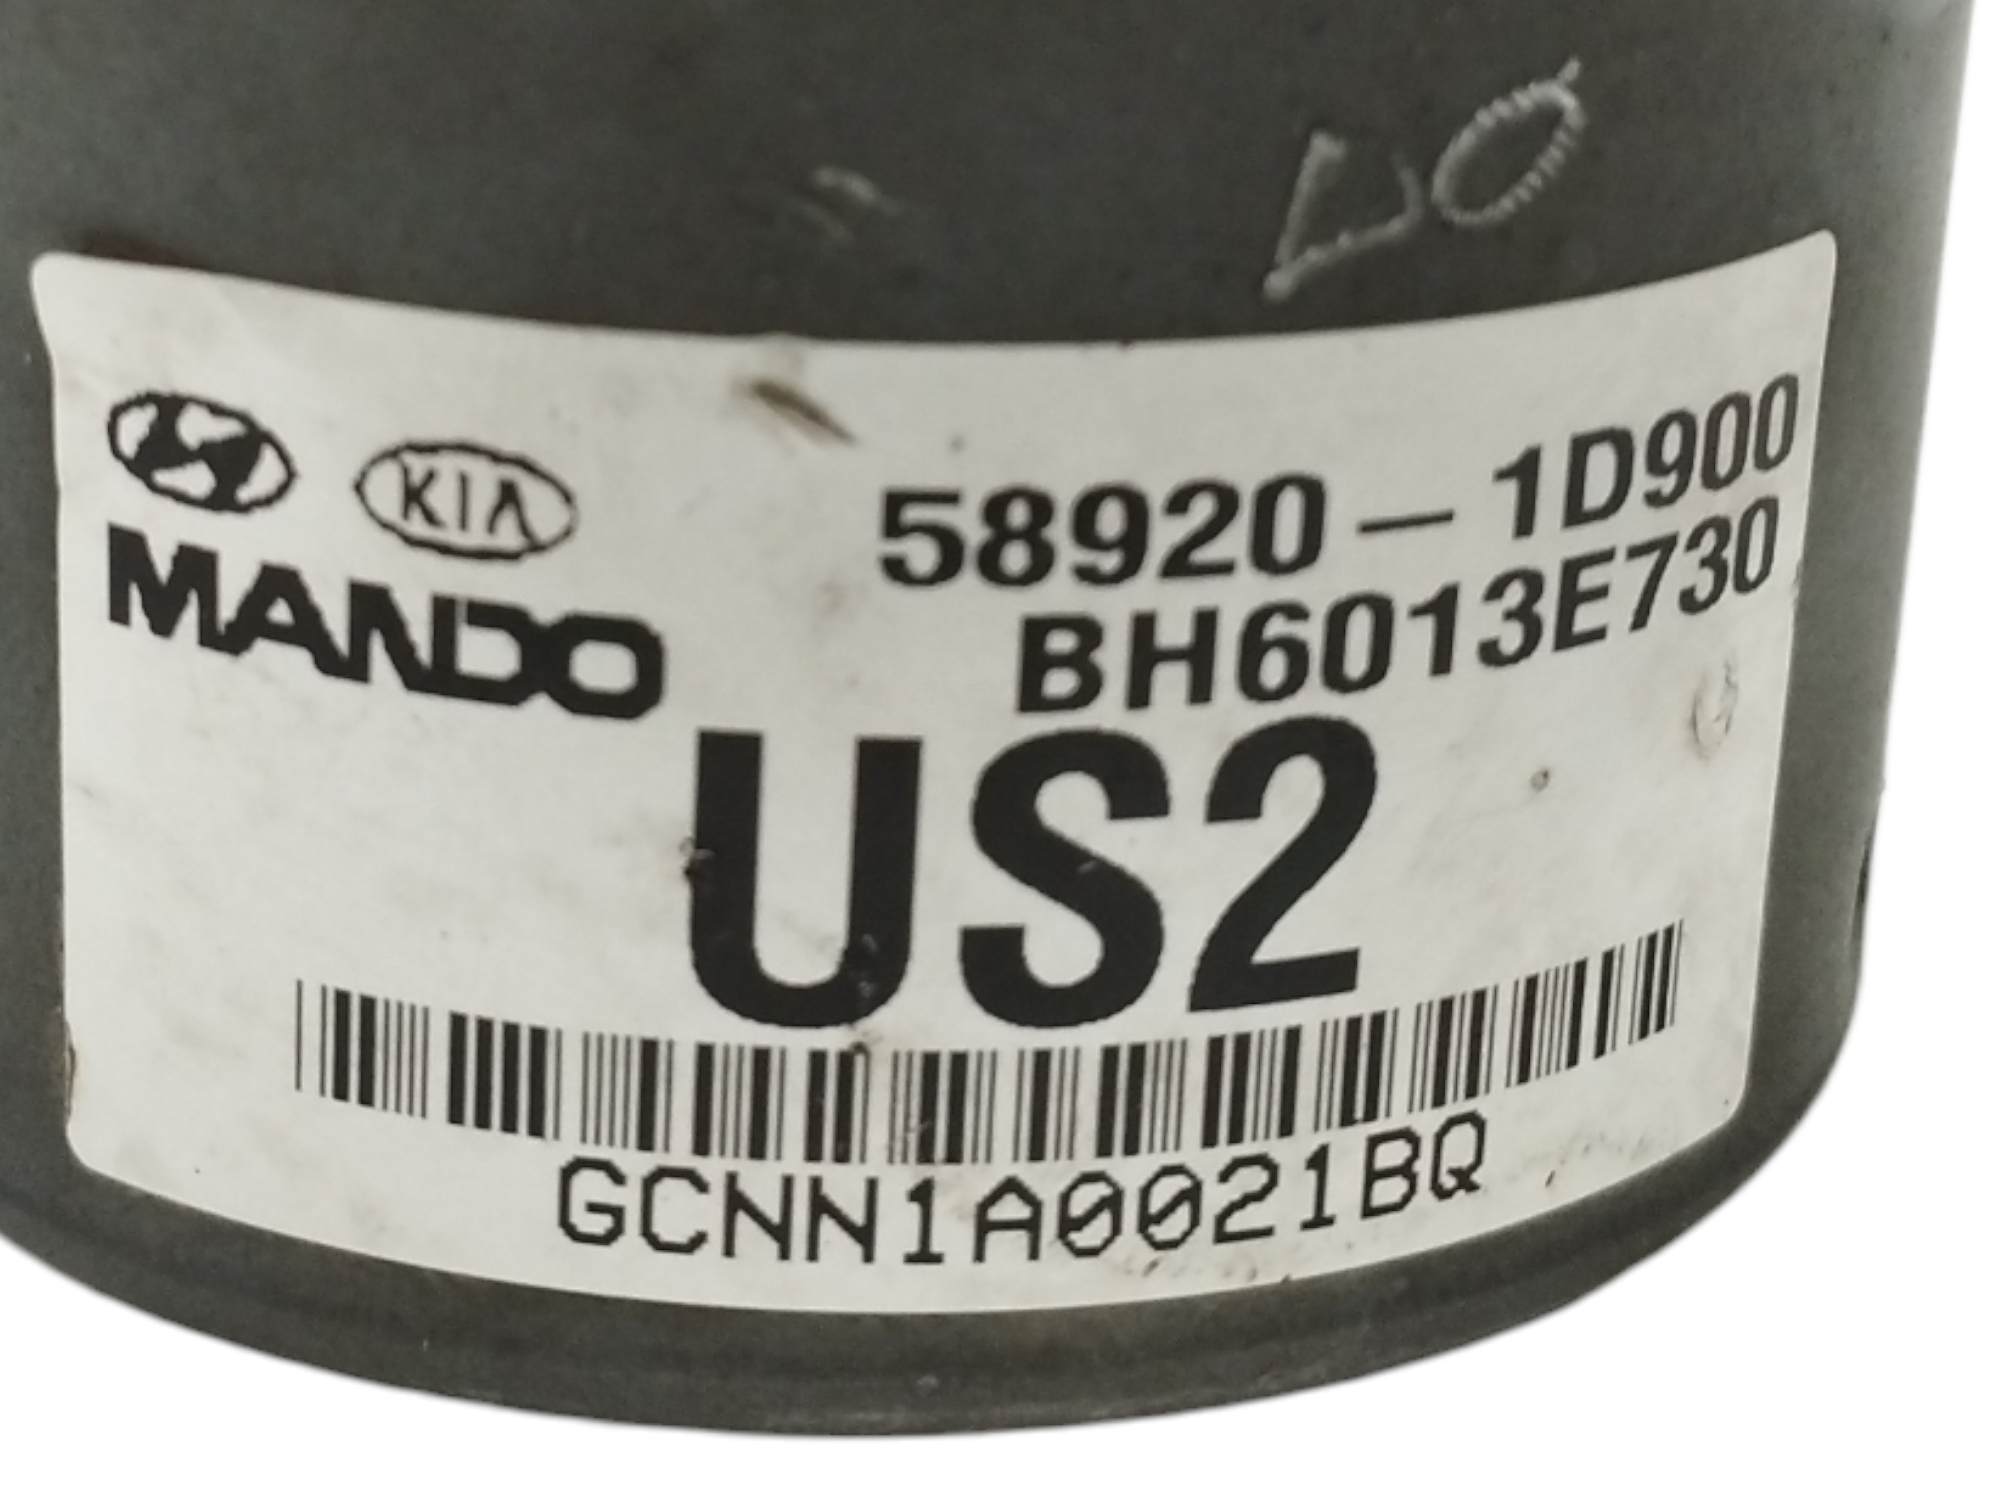 KIA
MANDO
58920-1D900
BH6013E730
US2
GCNN1A0021BQ